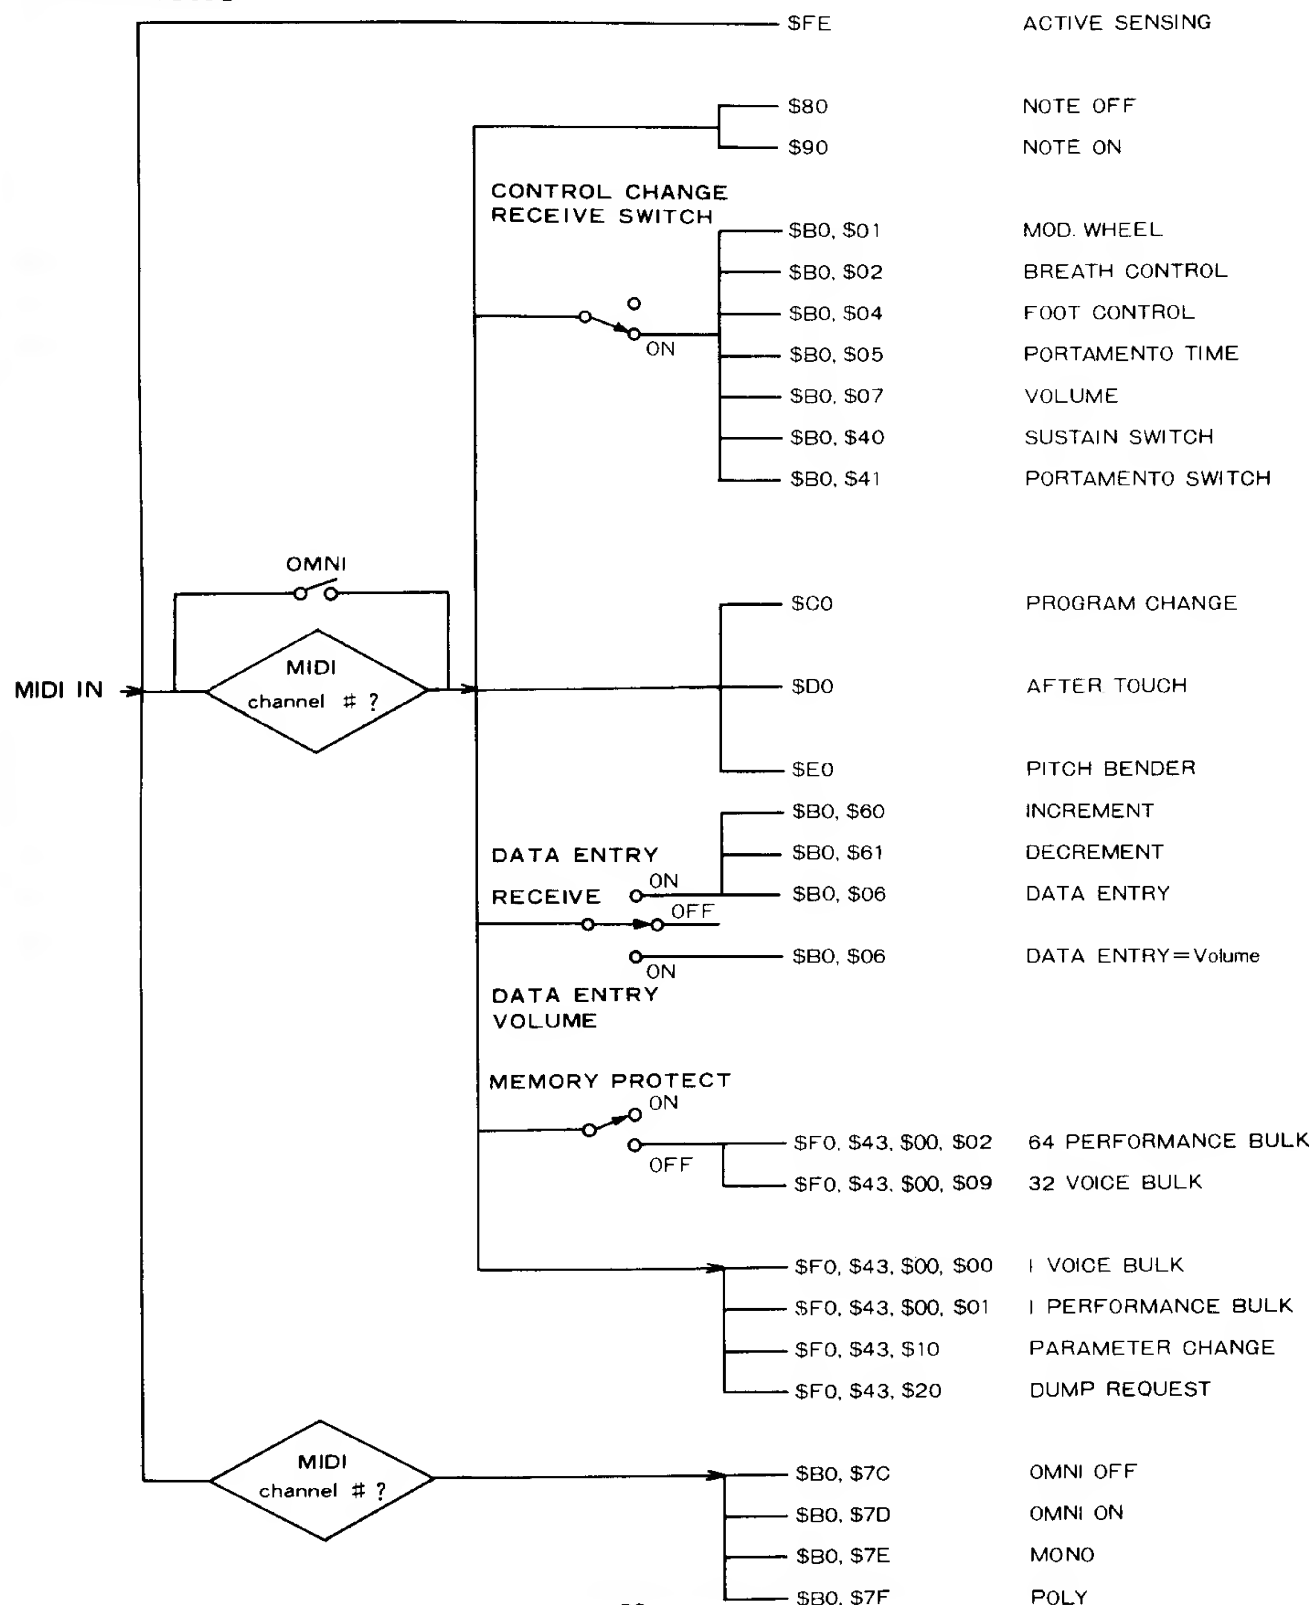 $FE ACTIVE SENSING
$80 NOTE OFF
$90 NOTE ON
CONTROL CHANGE
RECEIVE SWITCH
$B0, $01 MOD. WHEEL
$B0, $02 BREATH CONTROL
$B0, $04 FOOT CONTROL
ON
$B0, $05 PORTAMENTO TIME
$B0, $07 VOLUME
$B0, $40 SUSTAIN SWITCH
$B0, $41 PORTAMENTO SWITCH
OMNI
MIDI IN
MIDI
channel # ?
$C0 PROGRAM CHANGE
$D0 AFTER TOUCH
$E0 PITCH BENDER
$B0, $60 INCREMENT
DATA ENTRY
RECEIVE
$B0, $61 DECREMENT
ON
$B0, $06 DATA ENTRY
OFF
ON
$B0, $06 DATA ENTRY=Volume
DATA ENTRY
VOLUME
MEMORY PROTECT
ON
OFF
$F0, $43, $00, $02 64 PERFORMANCE BULK
$F0, $43, $00, $09 32 VOICE BULK
$F0, $43, $00, $00 1 VOICE BULK
$F0, $43, $00, $01 1 PERFORMANCE BULK
$F0, $43, $10 PARAMETER CHANGE
$F0, $43, $20 DUMP REQUEST
MIDI
channel # ?
$B0, $7C OMNI OFF
$B0, $7D OMNI ON
$B0, $7E MONO
$B0, $7F POLY